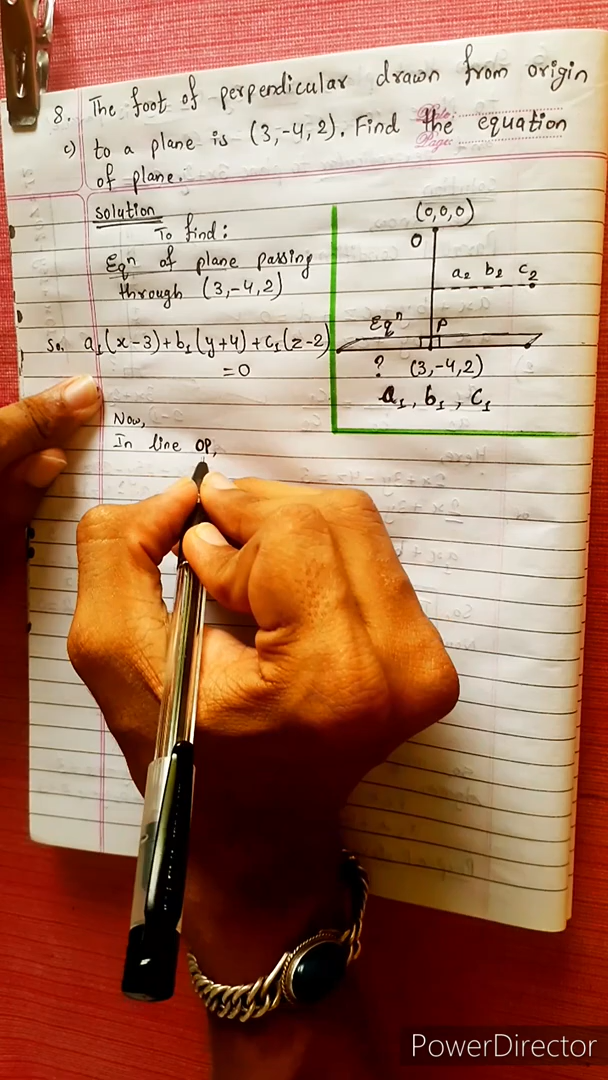 8. The foot of perpendicular drawn from origin
c) to a plane is (3,-4,2). Find the equation
of plane.
Date:
Page:
Solution
To find:
Eqⁿ of plane passing
through (3,-4,2)
So. a₁(x-3)+b₁(y+4)+c₁(z-2)
=0
Now,
In line OP,
(0,0,0)
O
a₂ b₂ c₂
Eqⁿ P
? (3,-4,2)
a₁, b₁, c₁
PowerDirector